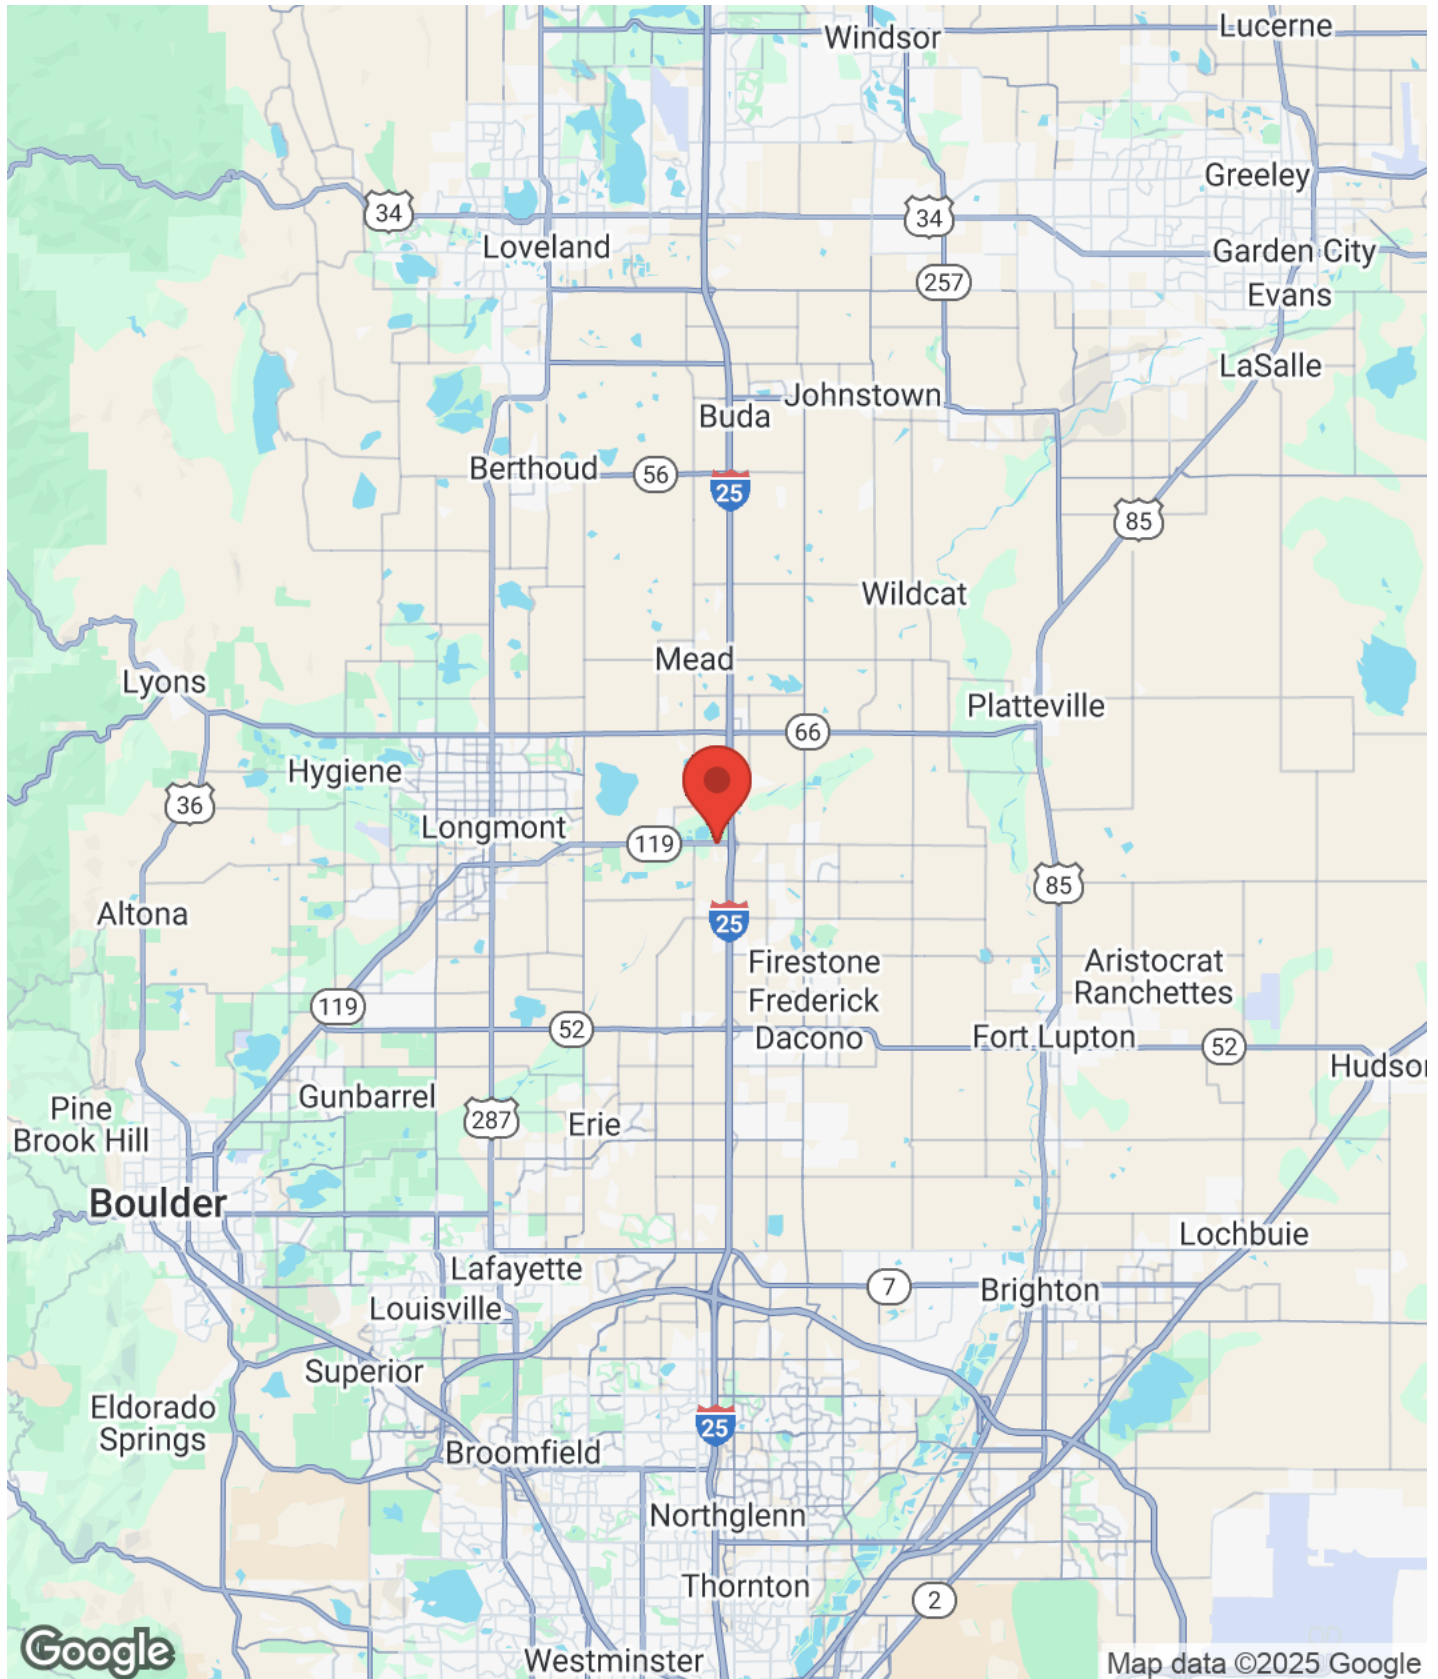 Windsor
Lucerne
Greeley
34
34
Loveland
Garden City
257
Evans
LaSalle
Johnstown
Buda
Berthoud
56
25
85
Wildcat
Mead
Lyons
Platteville
66
Hygiene
36
Longmont
119
85
Altona
25
Firestone
Aristocrat
Ranchettes
Frederick
119
52
Dacono
Fort Lupton
52
Hudson
Gunbarrel
Pine
Brook Hill
287
Erie
Boulder
Lochbuie
Lafayette
7
Brighton
Louisville
Superior
Eldorado
Springs
25
Broomfield
Northglenn
Thornton
2
Google
Westminster
Map data ©2025 Google